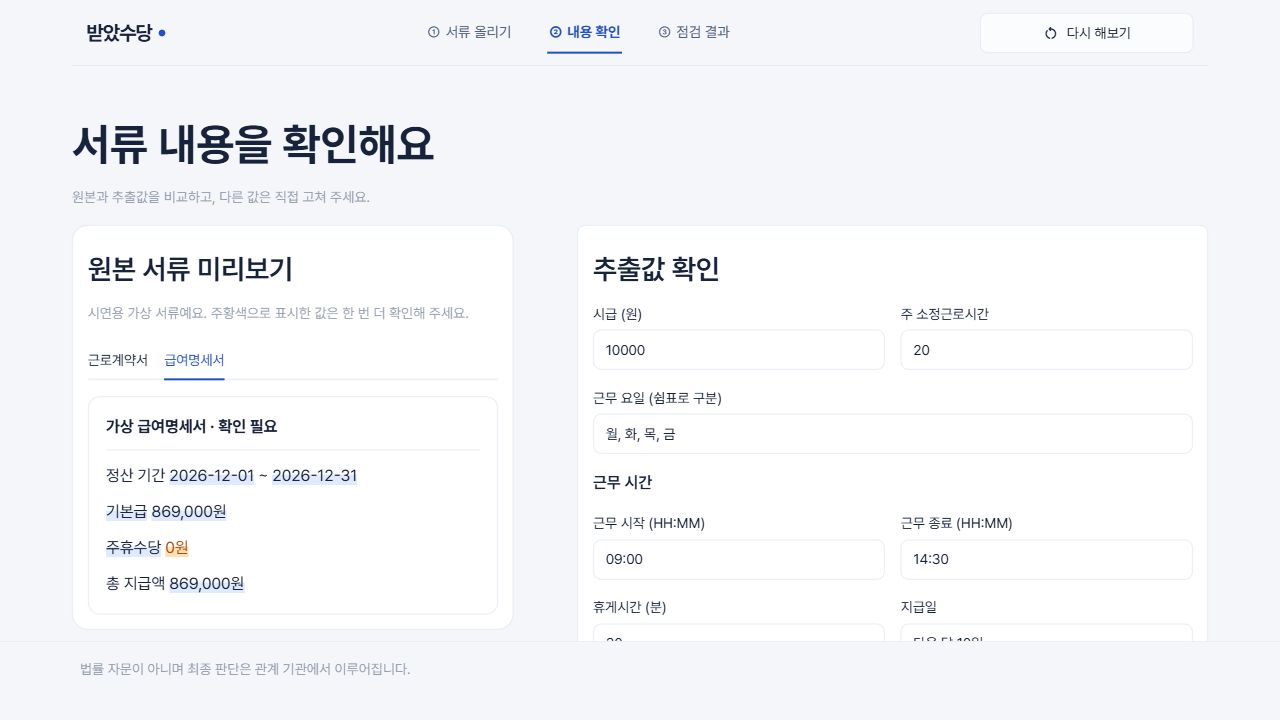 받았수당
① 서류 올리기
② 내용 확인
③ 점검 결과
다시 해보기
서류 내용을 확인해요
원본과 추출값을 비교하고, 다른 값은 직접 고쳐 주세요.
원본 서류 미리보기
시연용 가상 서류예요. 주황색으로 표시한 값은 한 번 더 확인해 주세요.
근로계약서 급여명세서
가상 급여명세서 · 확인 필요
정산 기간 2026-12-01 ~ 2026-12-31
기본급 869,000원
주휴수당 0원
총 지급액 869,000원
추출값 확인
시급 (원)
10000
주 소정근로시간
20
근무 요일 (쉼표로 구분)
월, 화, 목, 금
근무 시간
근무 시작 (HH:MM)
09:00
근무 종료 (HH:MM)
14:30
휴게시간 (분)
지급일
법률 자문이 아니며 최종 판단은 관계 기관에서 이루어집니다.